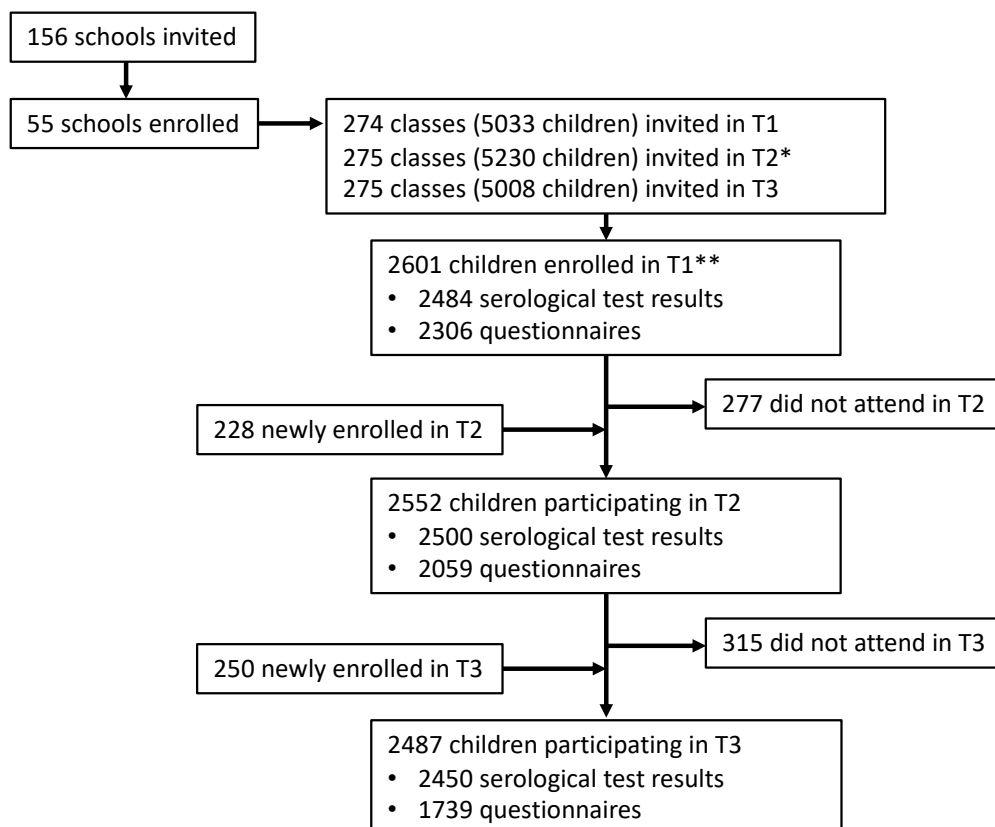 156 schools invited
55 schools enrolled
274 classes (5033 children) invited in T1
275 classes (5230 children) invited in T2*
275 classes (5008 children) invited in T3
2601 children enrolled in T1**
• 2484 serological test results
• 2306 questionnaires
277 did not attend in T2
228 newly enrolled in T2
2552 children participating in T2
• 2500 serological test results
• 2059 questionnaires
315 did not attend in T3
250 newly enrolled in T3
2487 children participating in T3
• 2450 serological test results
• 1739 questionnaires